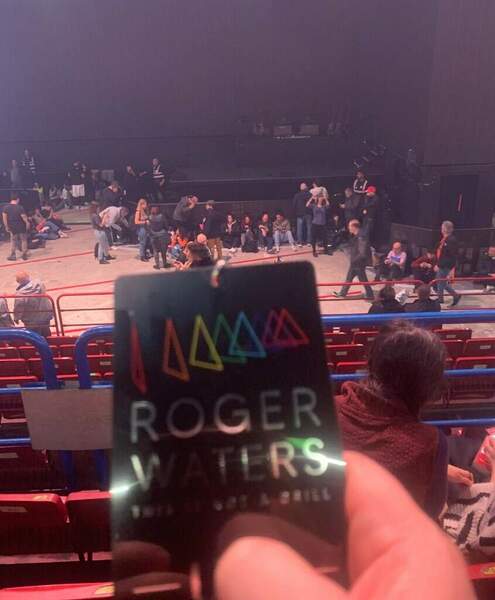 ROGER
WATERS
THIS IS NOT A DRILL